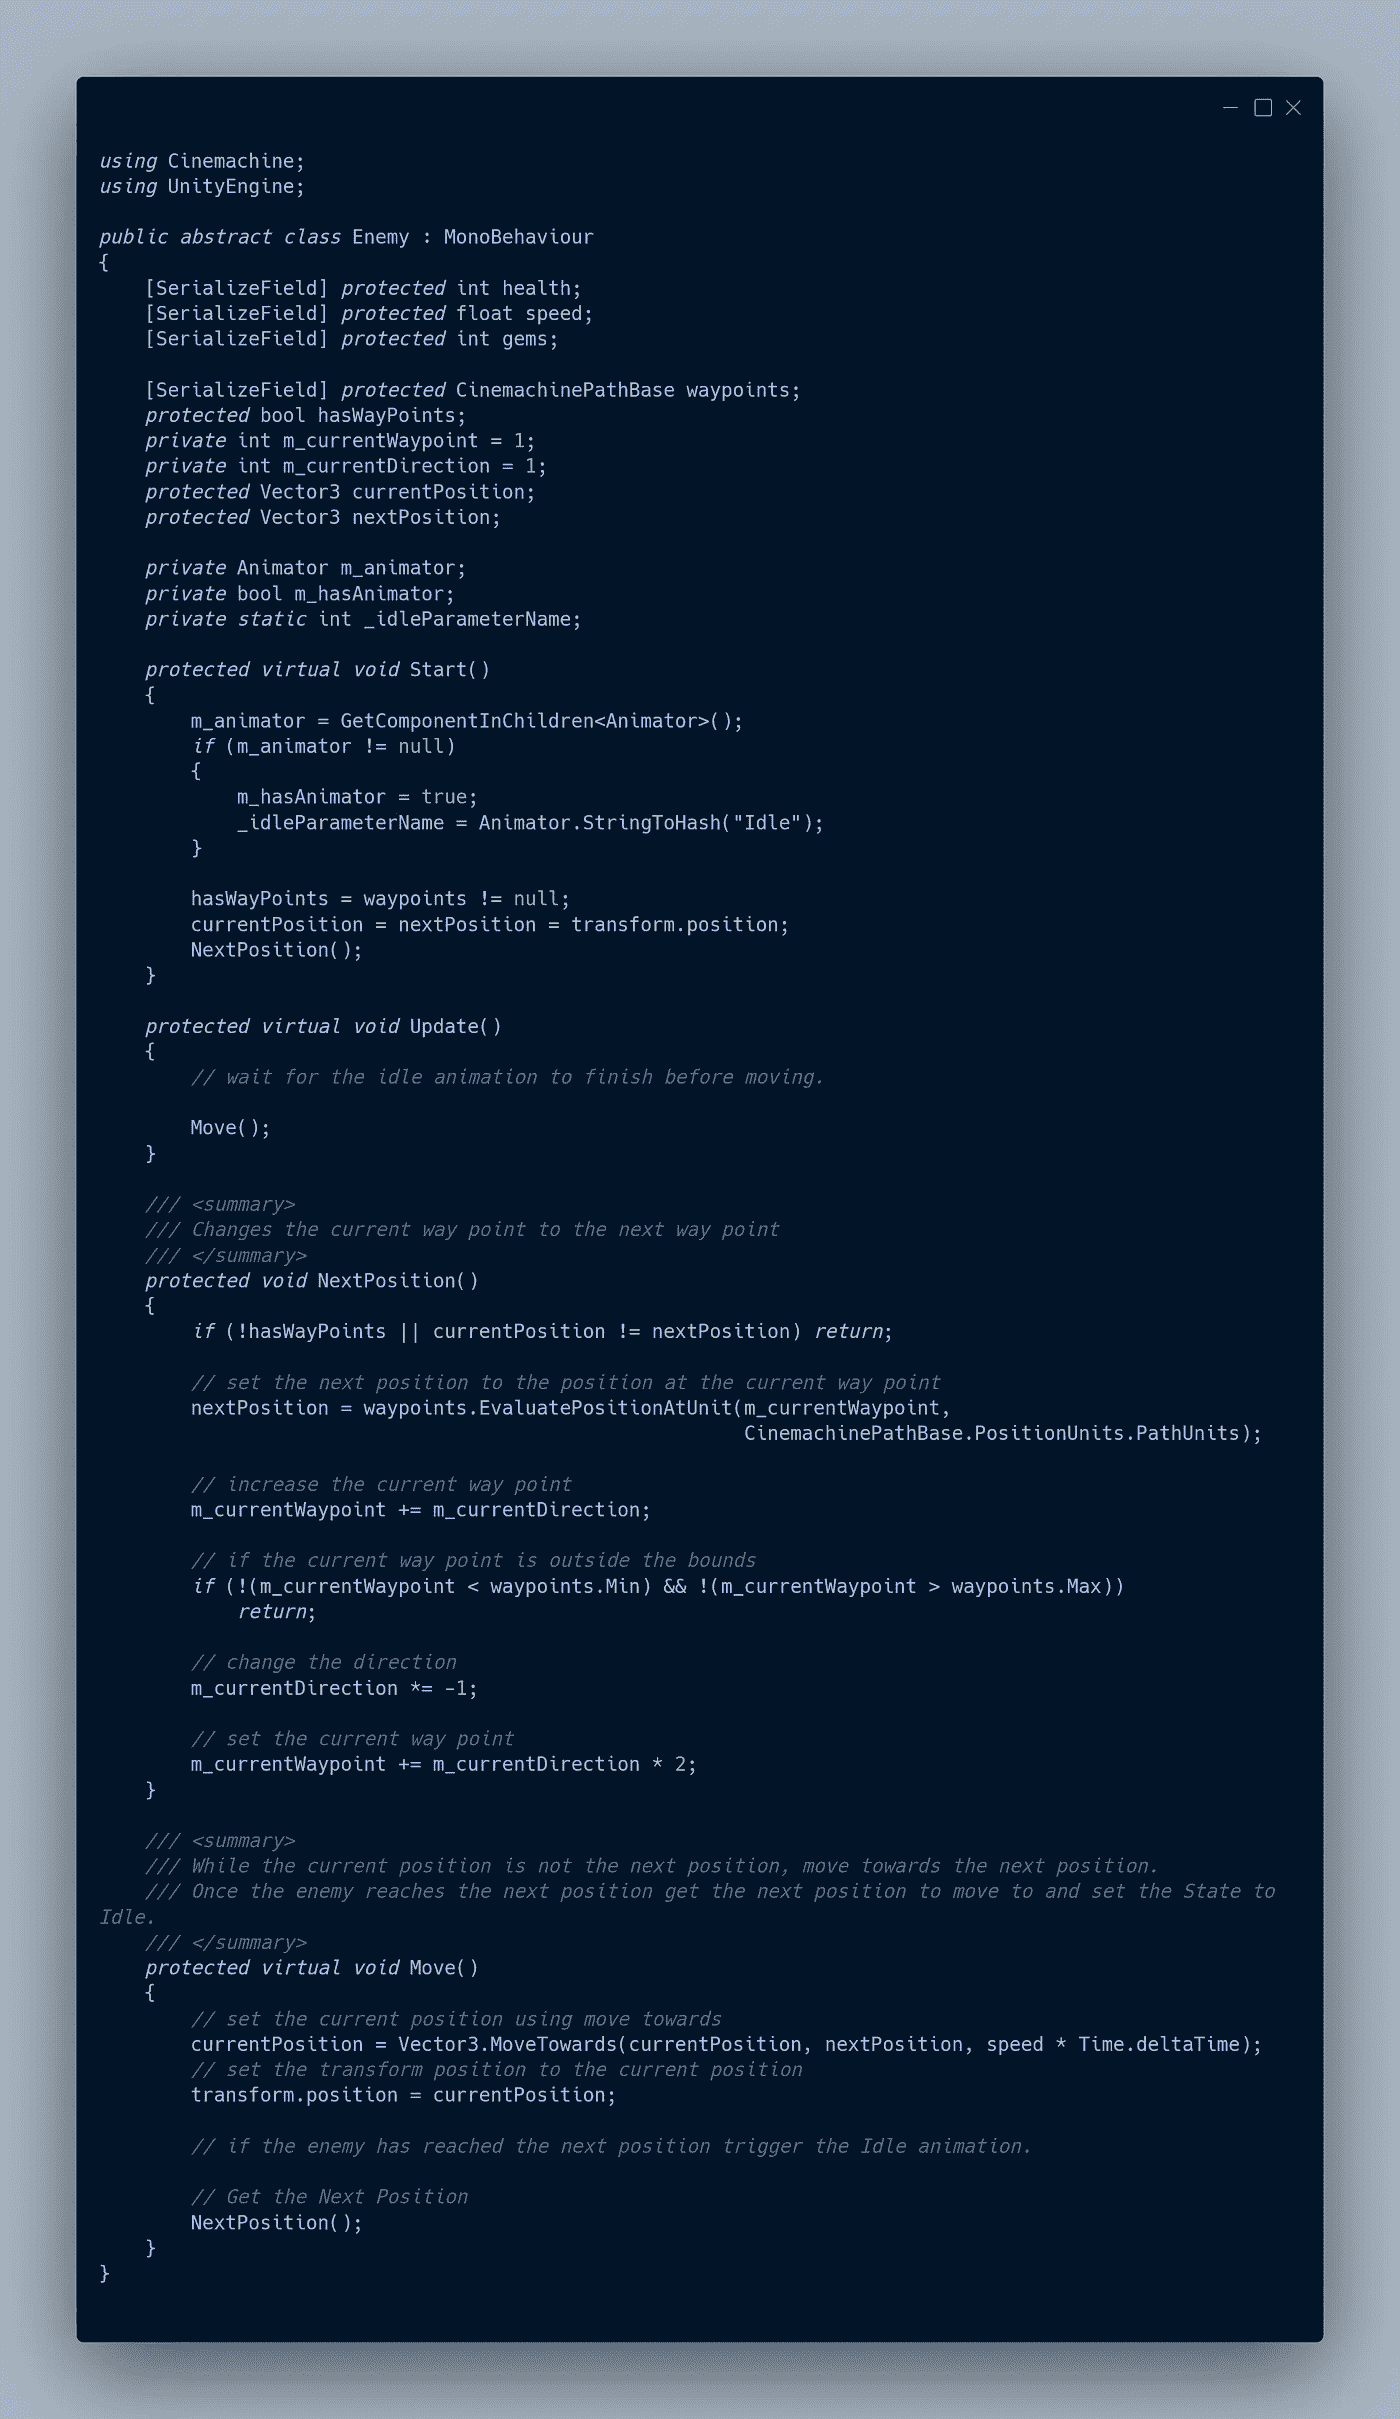 using Cinemachine;
using UnityEngine;

public abstract class Enemy : MonoBehaviour
{
    [SerializeField] protected int health;
    [SerializeField] protected float speed;
    [SerializeField] protected int gems;

    [SerializeField] protected CinemachinePathBase waypoints;
    protected bool hasWayPoints;
    private int m_currentWaypoint = 1;
    private int m_currentDirection = 1;
    protected Vector3 currentPosition;
    protected Vector3 nextPosition;

    private Animator m_animator;
    private bool m_hasAnimator;
    private static int _idleParameterName;

    protected virtual void Start()
    {
        m_animator = GetComponentInChildren<Animator>();
        if (m_animator != null)
        {
            m_hasAnimator = true;
            _idleParameterName = Animator.StringToHash("Idle");
        }

        hasWayPoints = waypoints != null;
        currentPosition = nextPosition = transform.position;
        NextPosition();
    }

    protected virtual void Update()
    {
        // wait for the idle animation to finish before moving.

        Move();
    }

    /// <summary>
    /// Changes the current way point to the next way point
    /// </summary>
    protected void NextPosition()
    {
        if (!hasWayPoints || currentPosition != nextPosition) return;

        // set the next position to the position at the current way point
        nextPosition = waypoints.EvaluatePositionAtUnit(m_currentWaypoint,
                                                        CinemachinePathBase.PositionUnits.PathUnits);

        // increase the current way point
        m_currentWaypoint += m_currentDirection;

        // if the current way point is outside the bounds
        if (!(m_currentWaypoint < waypoints.Min) && !(m_currentWaypoint > waypoints.Max))
            return;

        // change the direction
        m_currentDirection *= -1;

        // set the current way point
        m_currentWaypoint += m_currentDirection * 2;
    }

    /// <summary>
    /// While the current position is not the next position, move towards the next position.
    /// Once the enemy reaches the next position get the next position to move to and set the State to
Idle.
    /// </summary>
    protected virtual void Move()
    {
        // set the current position using move towards
        currentPosition = Vector3.MoveTowards(currentPosition, nextPosition, speed * Time.deltaTime);
        // set the transform position to the current position
        transform.position = currentPosition;

        // if the enemy has reached the next position trigger the Idle animation.

        // Get the Next Position
        NextPosition();
    }
}